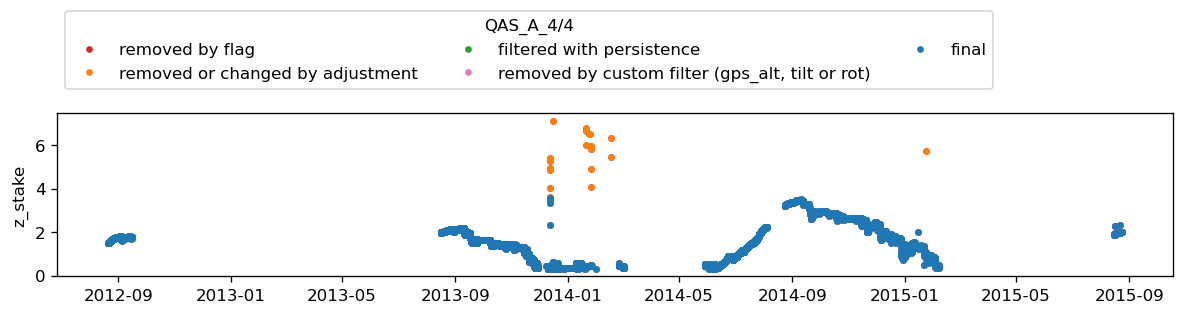 QAS_A_4/4
removed by flag
filtered with persistence
final
removed or changed by adjustment
removed by custom filter (gps_alt, tilt or rot)
z_stake
6
4
2
0
2012-09 2013-01 2013-05 2013-09 2014-01 2014-05 2014-09 2015-01 2015-05 2015-09